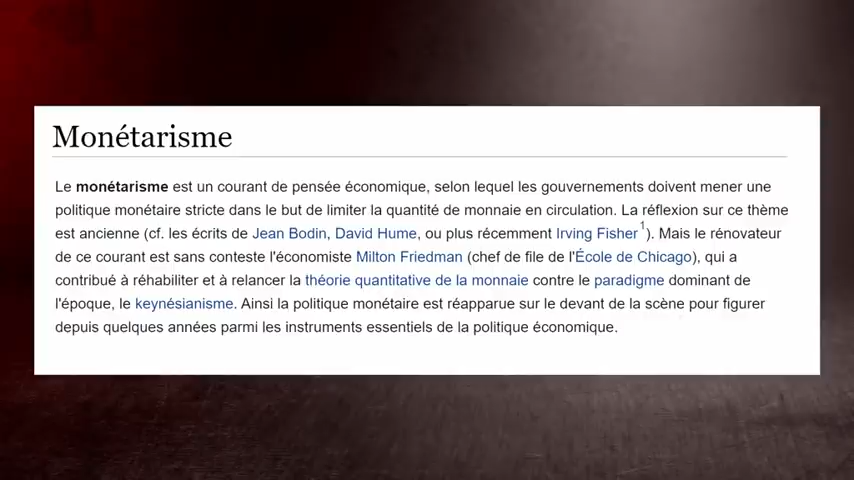 Monétarisme
Le monétarisme est un courant de pensée économique, selon lequel les gouvernements doivent mener une
politique monétaire stricte dans le but de limiter la quantité de monnaie en circulation. La réflexion sur ce thème
est ancienne (cf. les écrits de Jean Bodin, David Hume, ou plus récemment Irving Fisher1). Mais le rénovateur
de ce courant est sans conteste l'économiste Milton Friedman (chef de file de l'École de Chicago), qui a
contribué à réhabiliter et à relancer la théorie quantitative de la monnaie contre le paradigme dominant de
l'époque, le keynésianisme. Ainsi la politique monétaire est réapparue sur le devant de la scène pour figurer
depuis quelques années parmi les instruments essentiels de la politique économique.